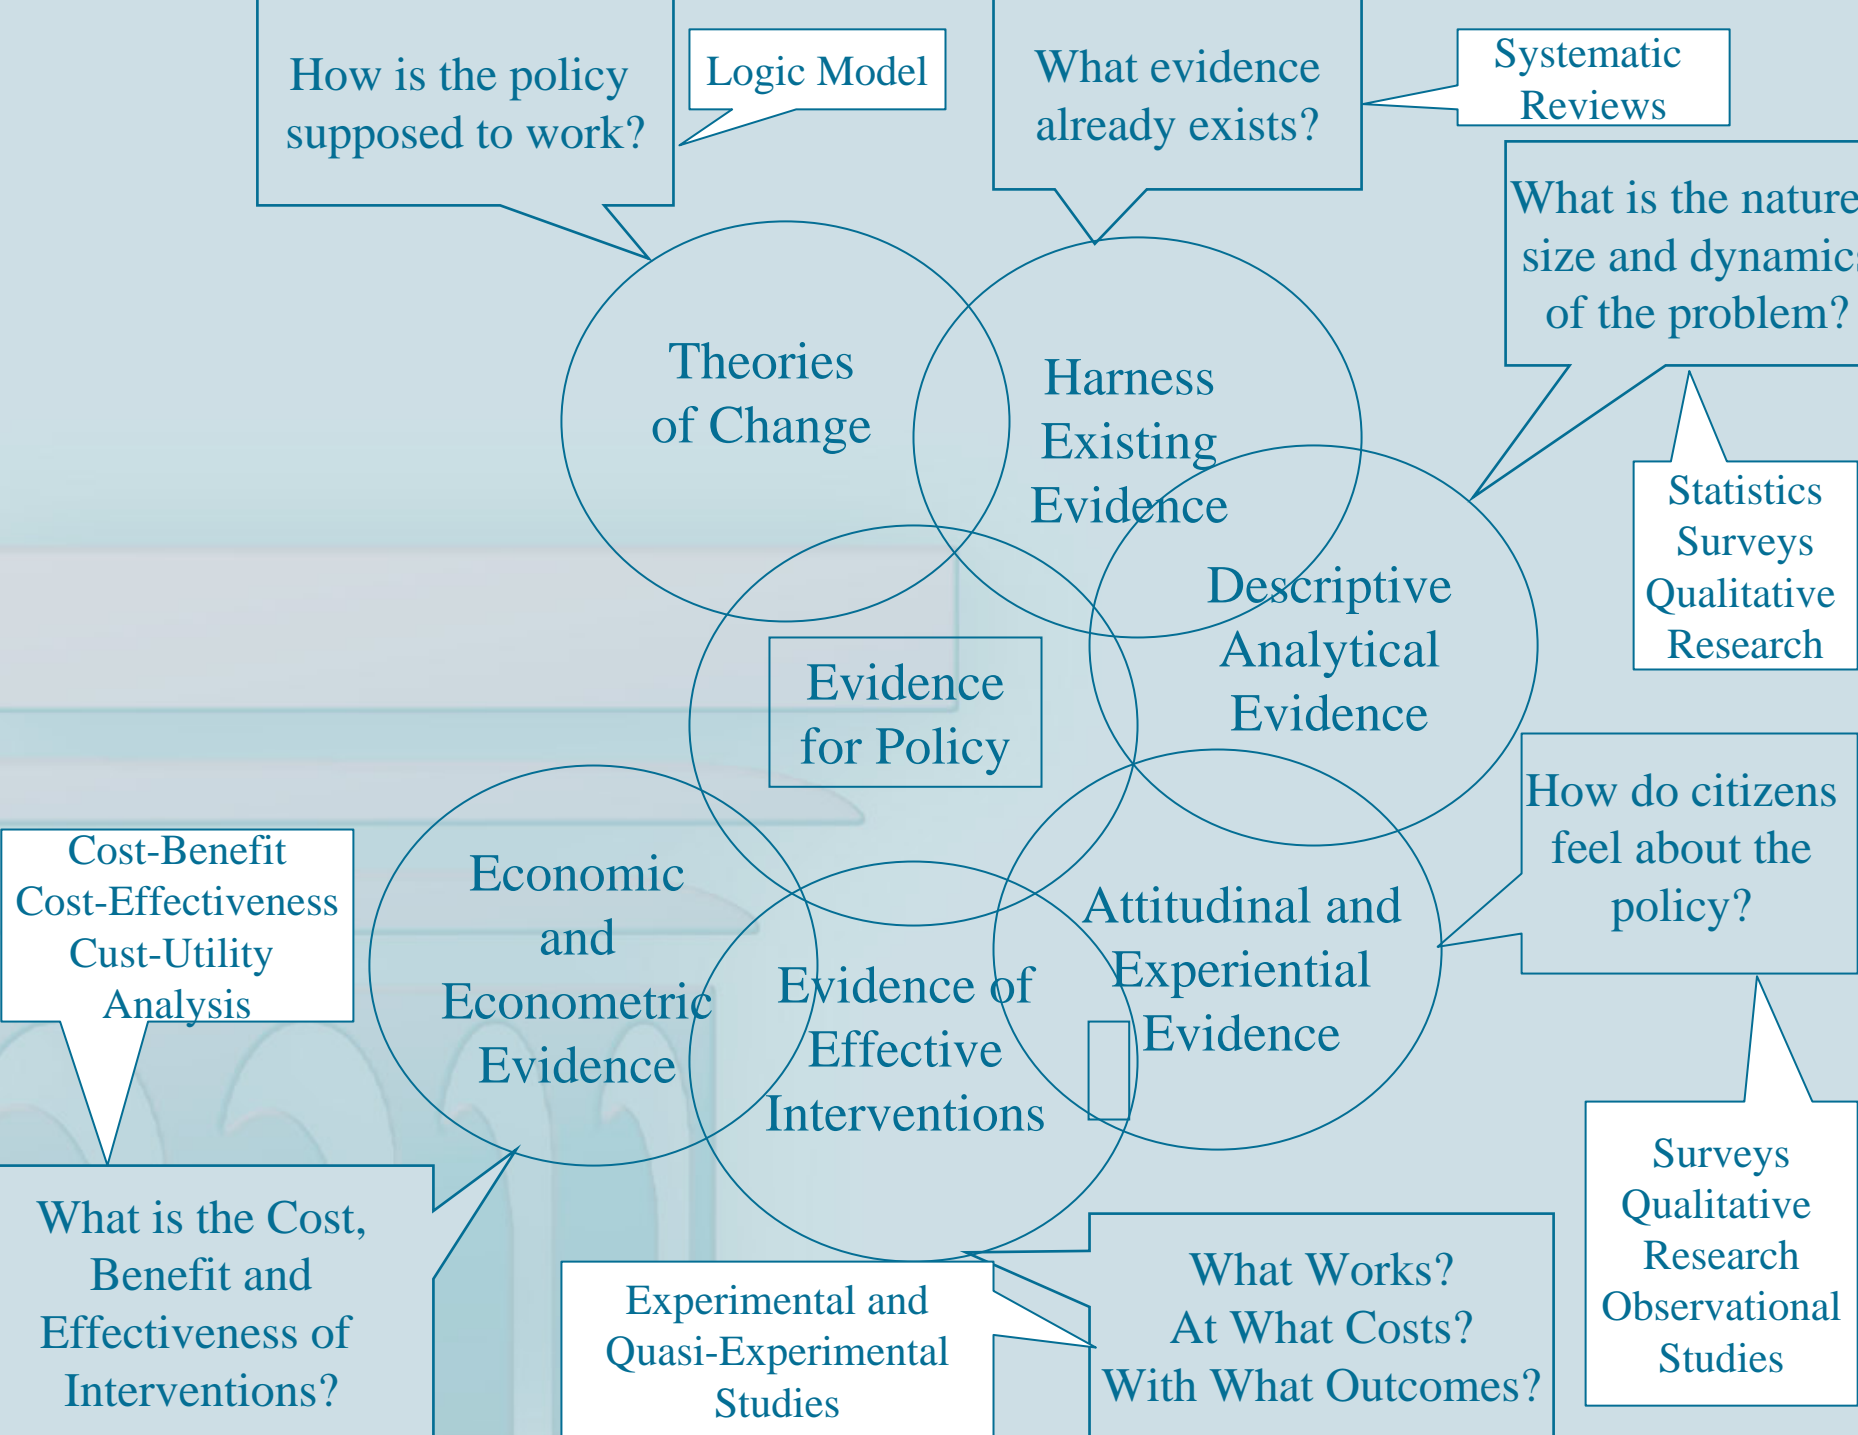 How is the policy
supposed to work?
Logic Model
What evidence
already exists?
Systematic
Reviews
What is the nature
size and dynamics
of the problem?
Statistics
Surveys
Qualitative
Research
Theories
of Change
Harness
Existing
Evidence
Descriptive
Analytical
Evidence
Evidence
for Policy
How do citizens
feel about the
policy?
Surveys
Qualitative
Research
Observational
Studies
Attitudinal and
Experiential
Evidence
Evidence of
Effective
Interventions
Economic
and
Econometric
Evidence
Cost-Benefit
Cost-Effectiveness
Cust-Utility
Analysis
What is the Cost,
Benefit and
Effectiveness of
Interventions?
Experimental and
Quasi-Experimental
Studies
What Works?
At What Costs?
With What Outcomes?